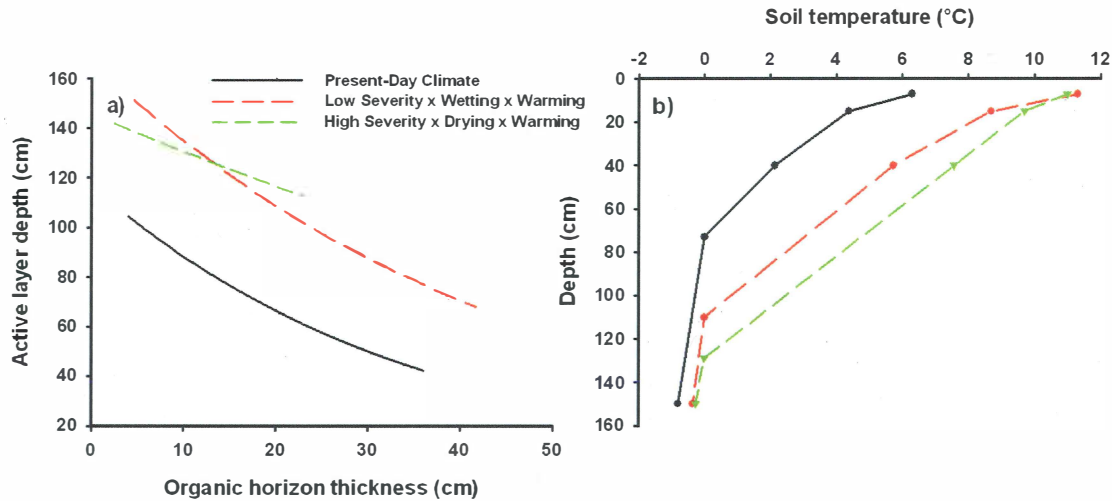 Soil temperature (°C)
-2 0 2 4 6 8 10 12
160
140
120
100
80
60
40
20
Active layer depth (cm)
a)
Present-Day Climate
Low Severity x Wetting x Warming
High Severity x Drying x Warming
0 10 20 30 40 50
Organic horizon thickness (cm)
b)
0
20
40
60
80
100
120
140
160
Depth (cm)